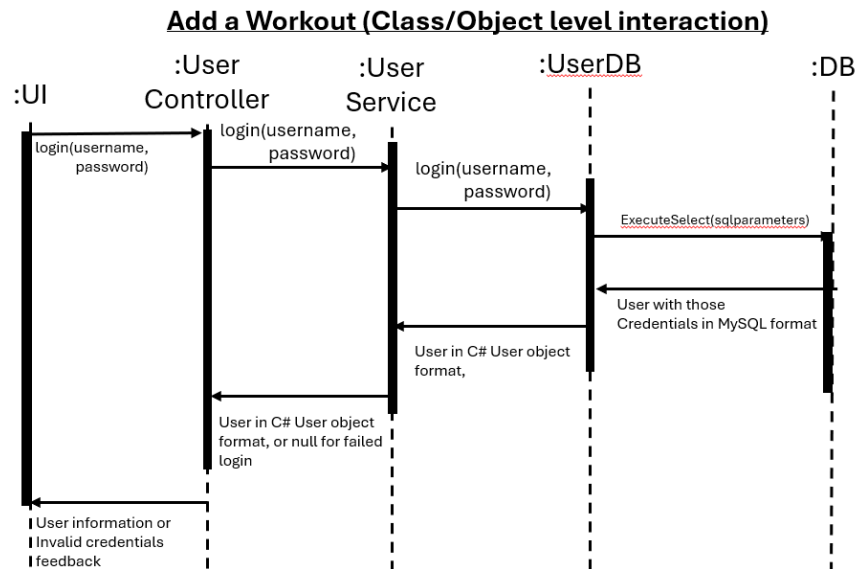 Add a Workout (Class/Object level interaction)
:UI
:User
Controller
:User
Service
:UserDB
:DB
login(username,
password)
login(username,
password)
login(username,
password)
ExecuteSelect(sqlparameters)
User with those
Credentials in MySQL format
User in C# User object
format,
User in C# User object
format, or null for failed
login
User information or
Invalid credentials
feedback